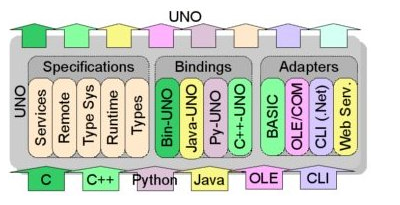 UNO
Specifications Bindings Adapters
UNO
Services
Remote
Type Sys
Runtime
Types
Bin-UNO
Java-UNO
Py-UNO
C++-UNO
BASIC
OLE/COM
CLI (.Net)
Web Serv.
C C++ Python Java OLE CLI